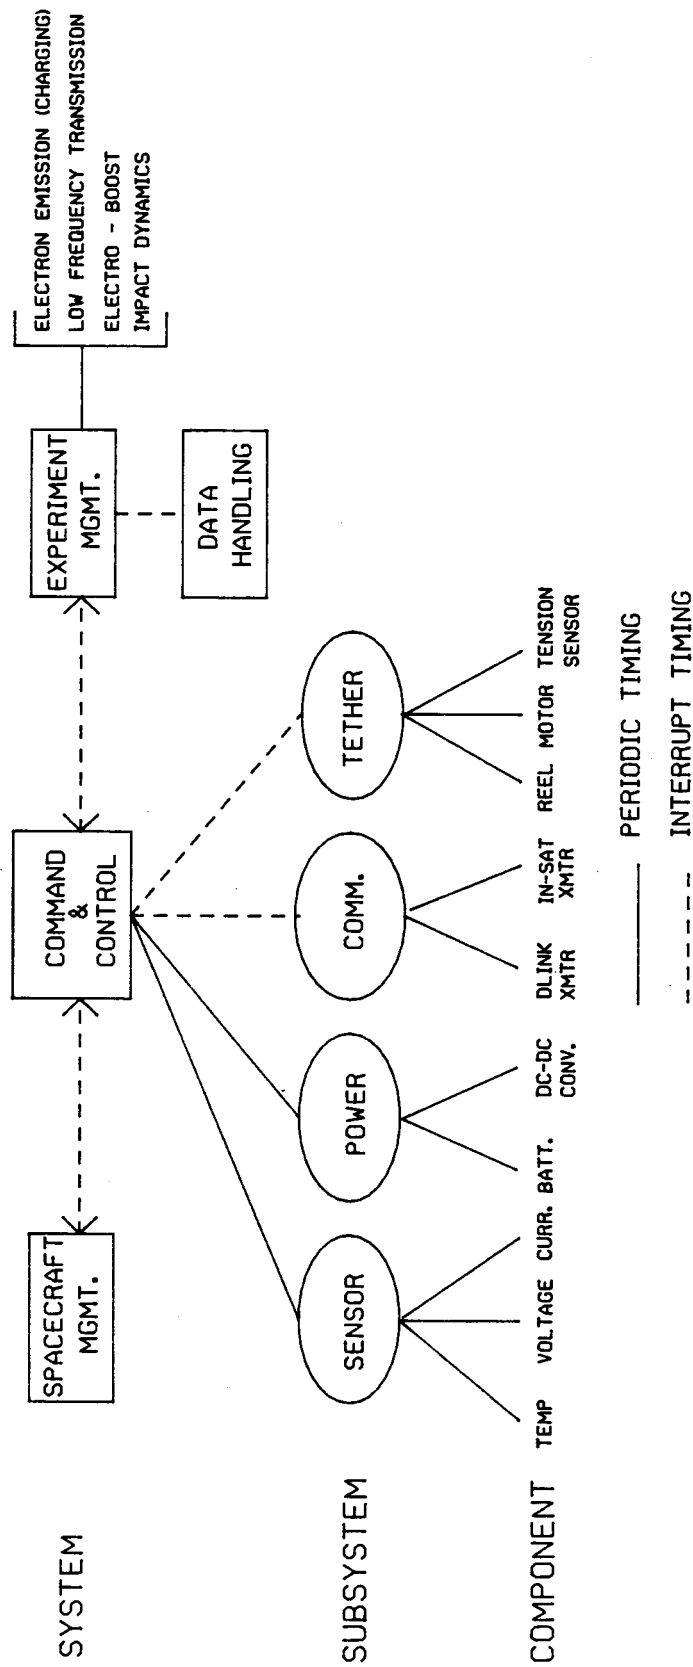 SYSTEM
SPACECRAFT
MGMT.
COMMAND
&
CONTROL
EXPERIMENT
MGMT.
ELECTRON EMISSION (CHARGING)
LOW FREQUENCY TRANSMISSION
ELECTRO - BOOST
IMPACT DYNAMICS
DATA
HANDLING
SUBSYSTEM
SENSOR
POWER
COMM.
TETHER
COMPONENT
TEMP
VOLTAGE
CURR.
BATT.
DC-DC
CONV.
DLINK
XMTR
IN-SAT
XMTR
REEL
MOTOR
TENSION
SENSOR
PERIODIC TIMING
INTERRUPT TIMING